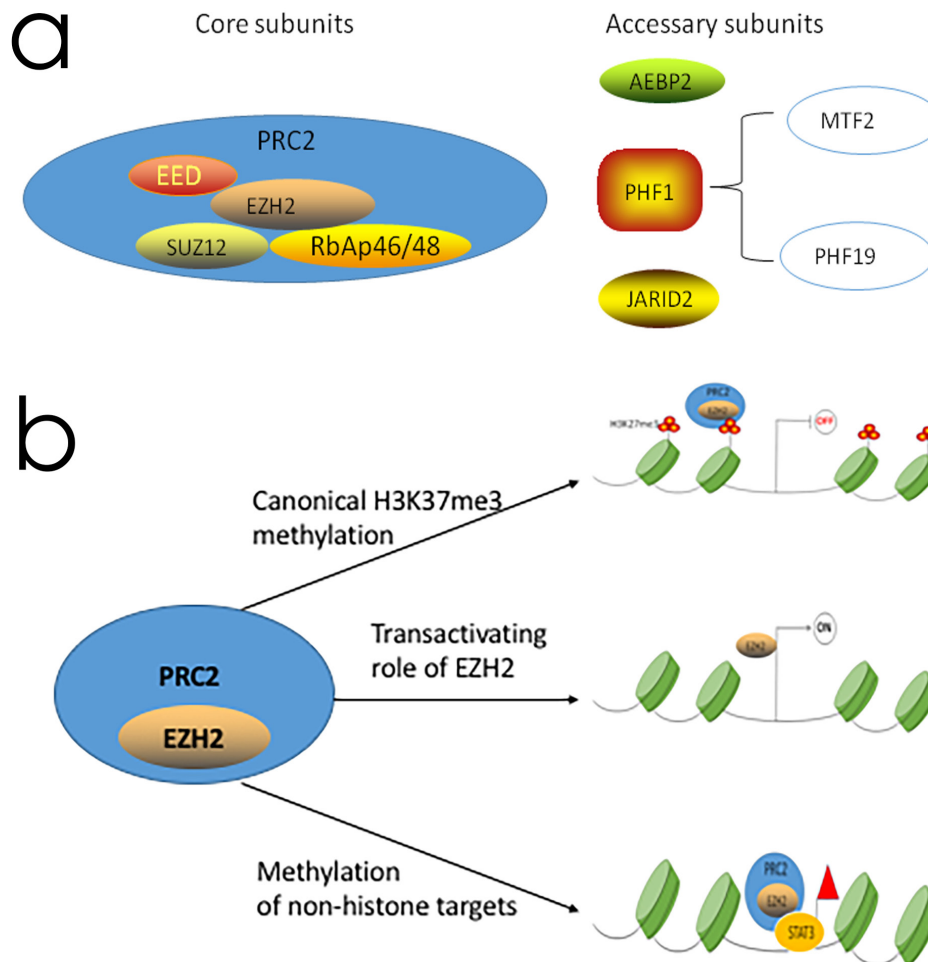 a
Core subunits
Accessary subunits
PRC2
EED
EZH2
SUZ12
RbAp46/48
AEBP2
PHF1
JARID2
MTF2
PHF19
b
Canonical H3K37me3
methylation
Transactivating
role of EZH2
Methylation
of non-histone targets
PRC2
EZH2
H3K27me3
PRC2
EZH2
OFF
EZH2
ON
PRC2
EZH2
STAT3